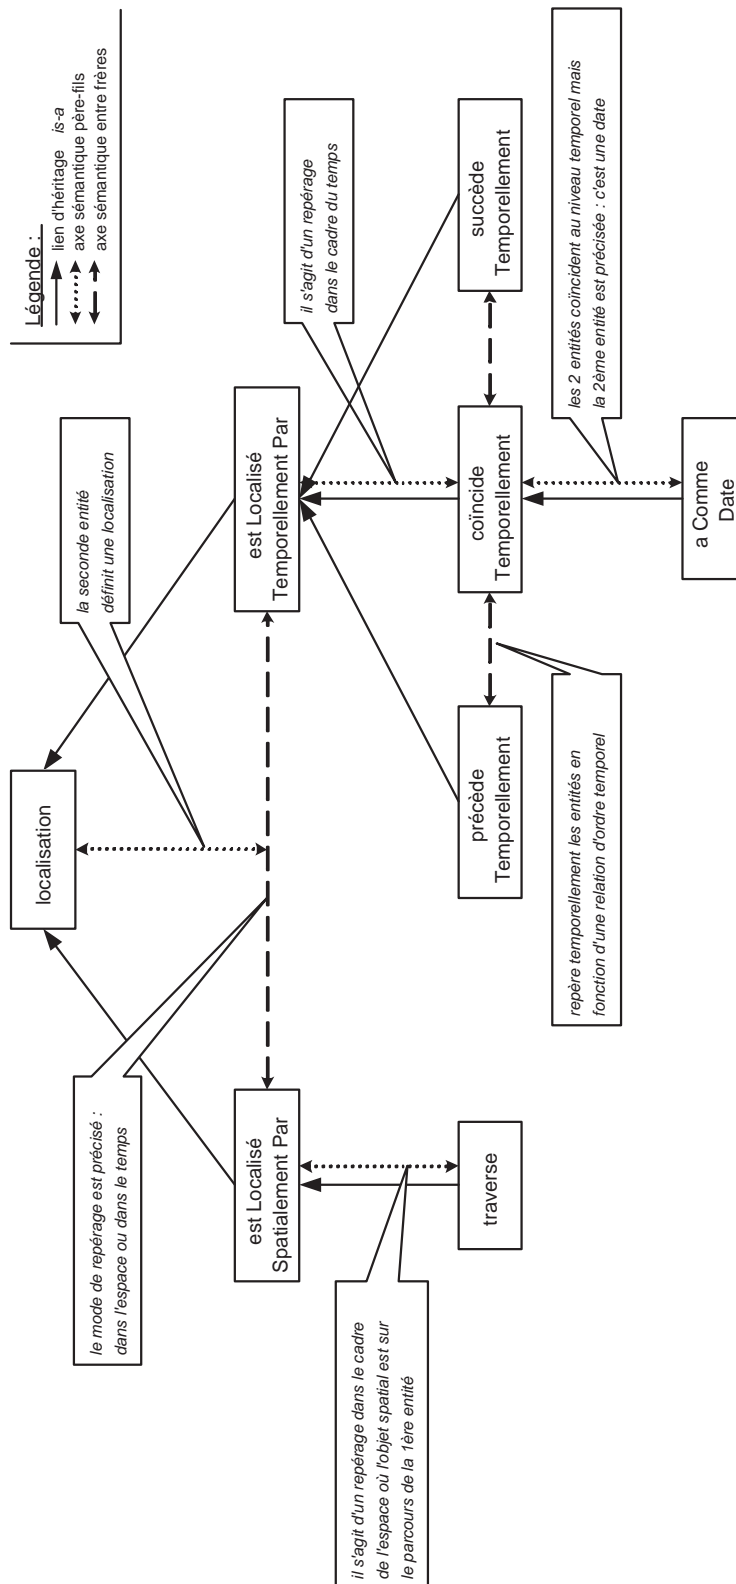 Légende :
lien d'héritage is-a
axe sémantique père-fils
axe sémantique entre frères
localisation
la seconde entité
définit une localisation
le mode de repérage est précisé :
dans l'espace ou dans le temps
est Localisé
Spatialement Par
est Localisé
Temporellement Par
il s'agit d'un repérage
dans le cadre du temps
il s'agit d'un repérage dans le cadre
de l'espace où l'objet spatial est sur
le parcours de la 1ère entité
traverse
précède
Temporellement
coïncide
Temporellement
succède
Temporellement
repère temporellement les entités en
fonction d'une relation d'ordre temporel
les 2 entités coïncident au niveau temporel mais
la 2ème entité est précisée : c'est une date
a Comme
Date